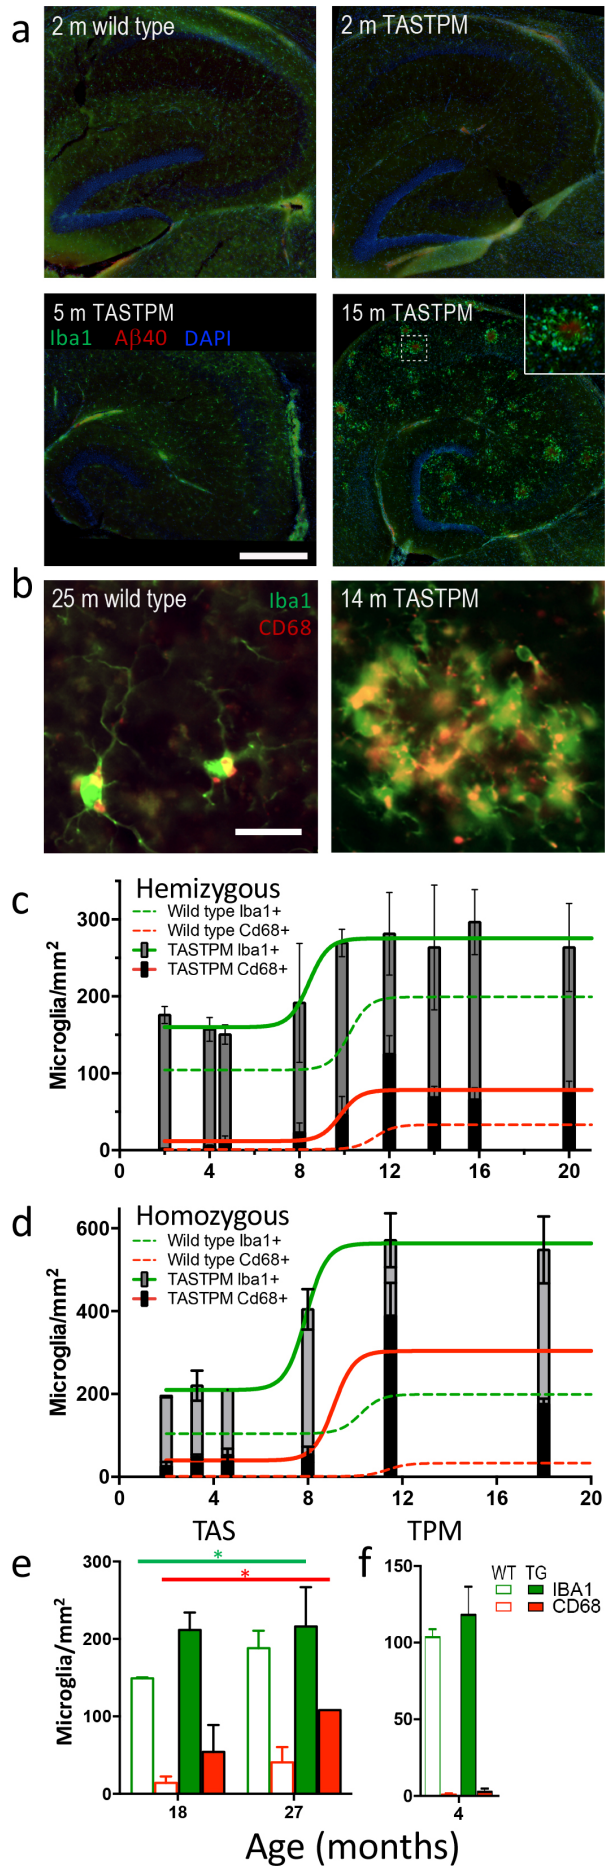 a
2 m wild type
2 m TASTPM
5 m TASTPM
Iba1 Aβ40 DAPI
15 m TASTPM
b
25 m wild type
Iba1
CD68
14 m TASTPM
c
Hemizygous
Wild type Iba1+
Wild type Cd68+
TASTPM Iba1+
TASTPM Cd68+
Microglia/mm2
300
200
100
0
0 4 8 12 16 20
d
Homozygous
Wild type Iba1+
Wild type Cd68+
TASTPM Iba1+
TASTPM Cd68+
Microglia/mm2
600
400
200
0
0 4 8 12 16 20
TAS
TPM
e
*
*
Microglia/mm2
300
200
100
0
18 27
f
WT TG
IBA1
CD68
150
100
50
0
4
Age (months)